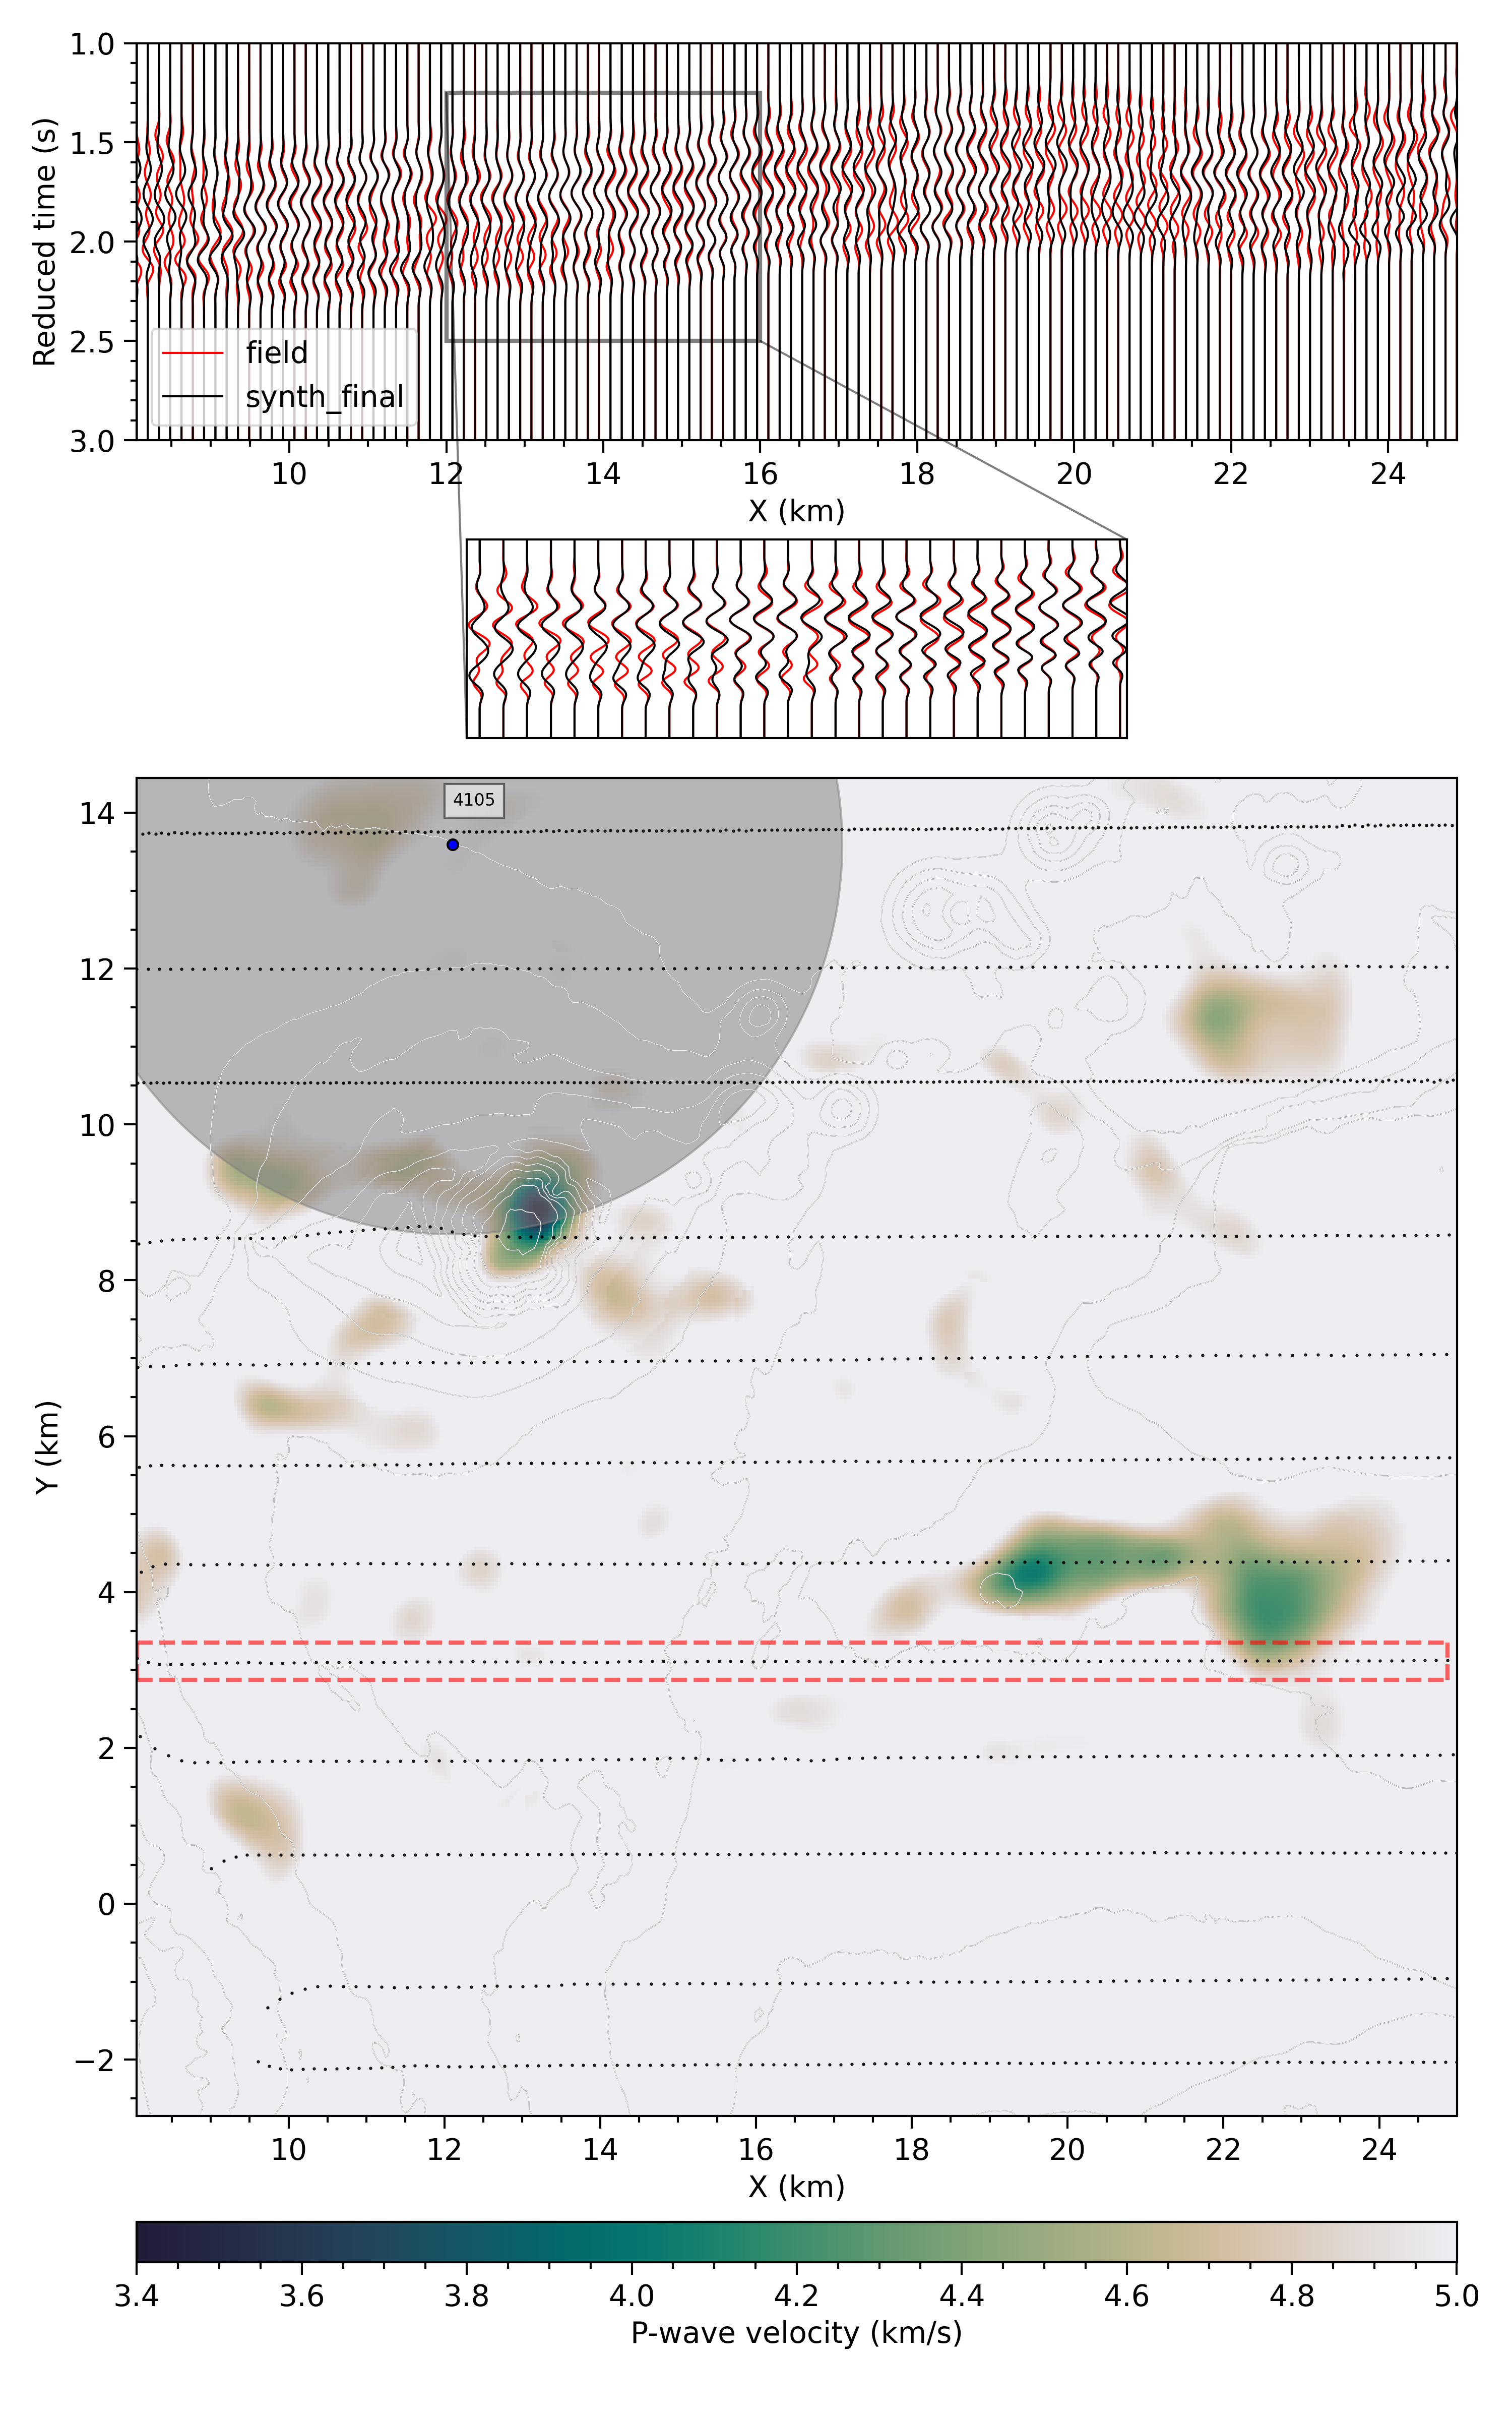 1.0
1.5
2.0
2.5
3.0
Reduced time (s)
field
synth_final
10 12 14 16 18 20 22 24
X (km)
4105
14
12
10
8
6
4
2
0
−2
Y (km)
10 12 14 16 18 20 22 24
X (km)
3.4 3.6 3.8 4.0 4.2 4.4 4.6 4.8 5.0
P-wave velocity (km/s)